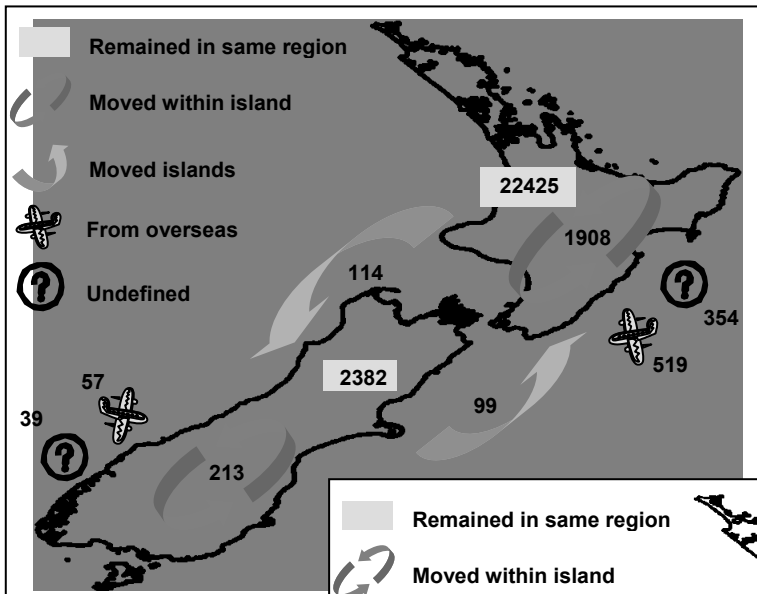 Remained in same region
Moved within island
Moved islands
From overseas
?
Undefined
22425
1908
114
?
354
519
2382
57
99
39
?
213
Remained in same region
Moved within island